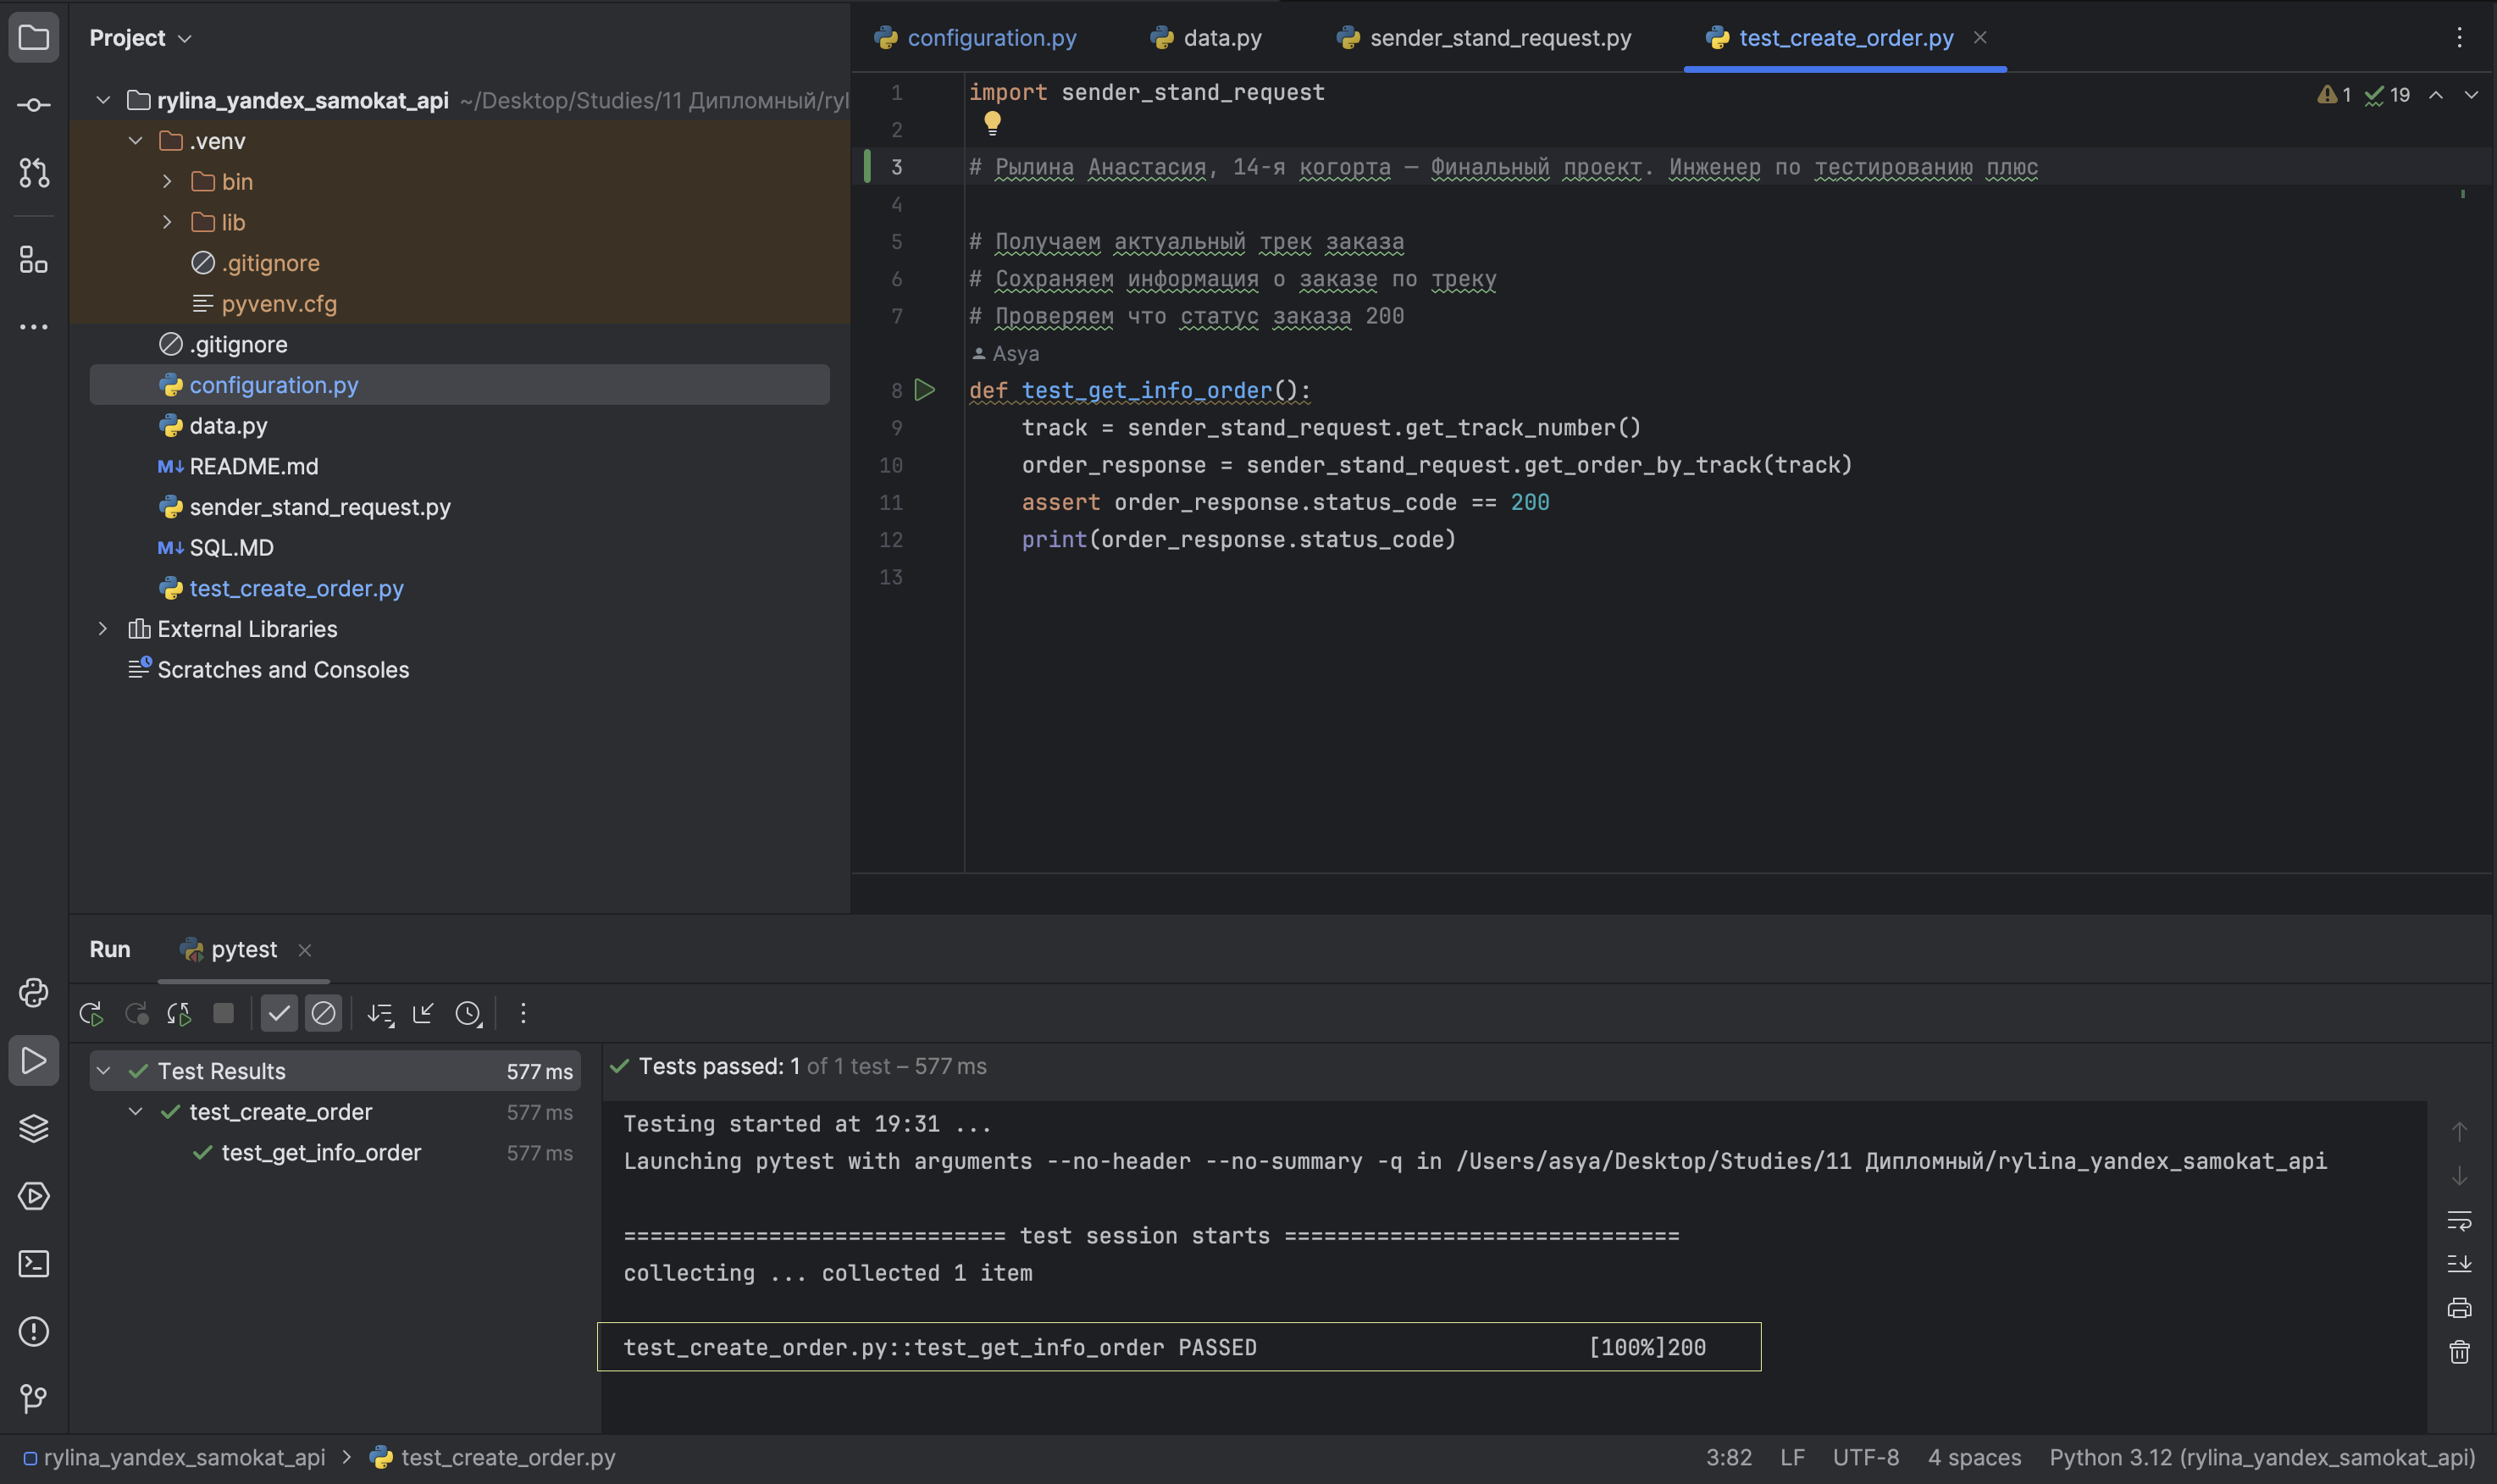 Project
rylina_yandex_samokat_api ~/Desktop/Studies/11 Дипломный/ryl
.venv
bin
lib
.gitignore
pyvenv.cfg
.gitignore
configuration.py
data.py
README.md
sender_stand_request.py
SQL.MD
test_create_order.py
External Libraries
Scratches and Consoles
configuration.py data.py sender_stand_request.py test_create_order.py
1 19
1 import sender_stand_request
2
3 # Рылина Анастасия, 14-я когорта — Финальный проект. Инженер по тестированию плюс
4
5 # Получаем актуальный трек заказа
6 # Сохраняем информация о заказе по треку
7 # Проверяем что статус заказа 200
Asya
8 def test_get_info_order():
9 track = sender_stand_request.get_track_number()
10 order_response = sender_stand_request.get_order_by_track(track)
11 assert order_response.status_code == 200
12 print(order_response.status_code)
13
Run pytest
Test Results 577 ms
test_create_order 577 ms
test_get_info_order 577 ms
Tests passed: 1 of 1 test – 577 ms
Testing started at 19:31 ...
Launching pytest with arguments --no-header --no-summary -q in /Users/asya/Desktop/Studies/11 Дипломный/rylina_yandex_samokat_api
============================= test session starts ==============================
collecting ... collected 1 item
test_create_order.py::test_get_info_order PASSED [100%]200
rylina_yandex_samokat_api > test_create_order.py
3:82 LF UTF-8 4 spaces Python 3.12 (rylina_yandex_samokat_api)